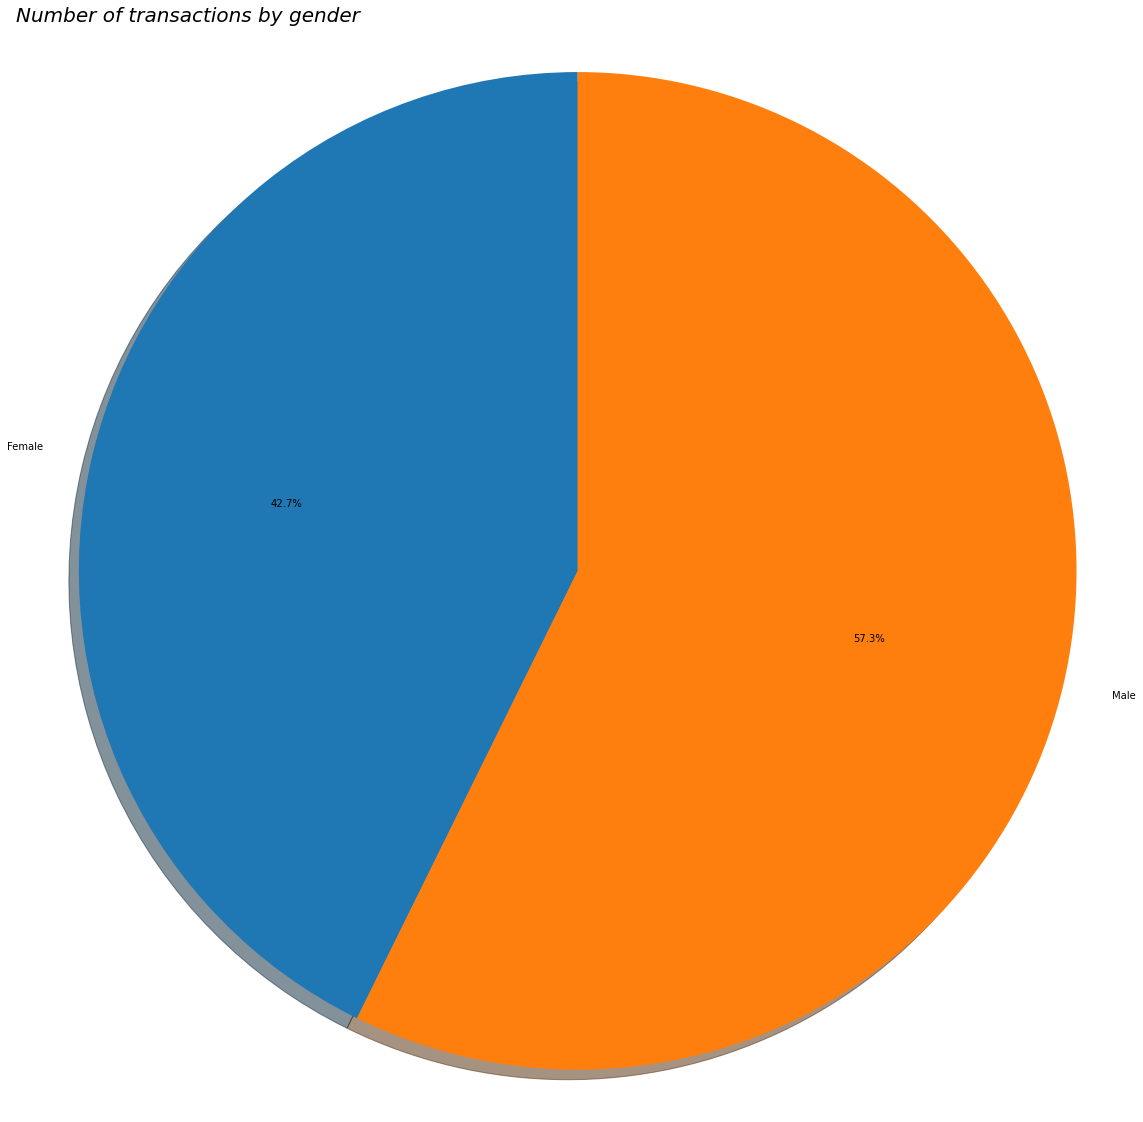 Number of transactions by gender
Female
42.7%
57.3%
Male